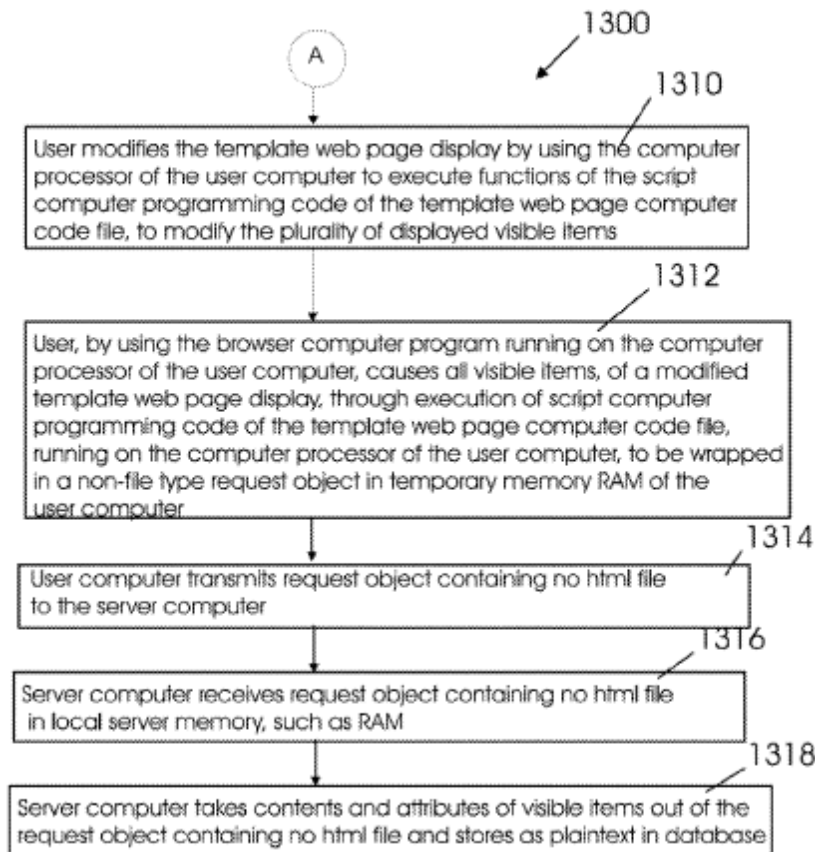 1300
A
1310
User modifies the template web page display by using the computer
processor of the user computer to execute functions of the script
computer programming code of the template web page computer
code file, to modify the plurality of displayed visible items
1312
User, by using the browser computer program running on the computer
processor of the user computer, causes all visible items, of a modified
template web page display, through execution of script computer
programming code of the template web page computer code file,
running on the computer processor of the user computer, to be wrapped
in a non-file type request object in temporary memory RAM of the
user computer
1314
User computer transmits request object containing no html file
to the server computer
1316
Server computer receives request object containing no html file
in local server memory, such as RAM
1318
Server computer takes contents and attributes of visible items out of the
request object containing no html file and stores as plaintext in database